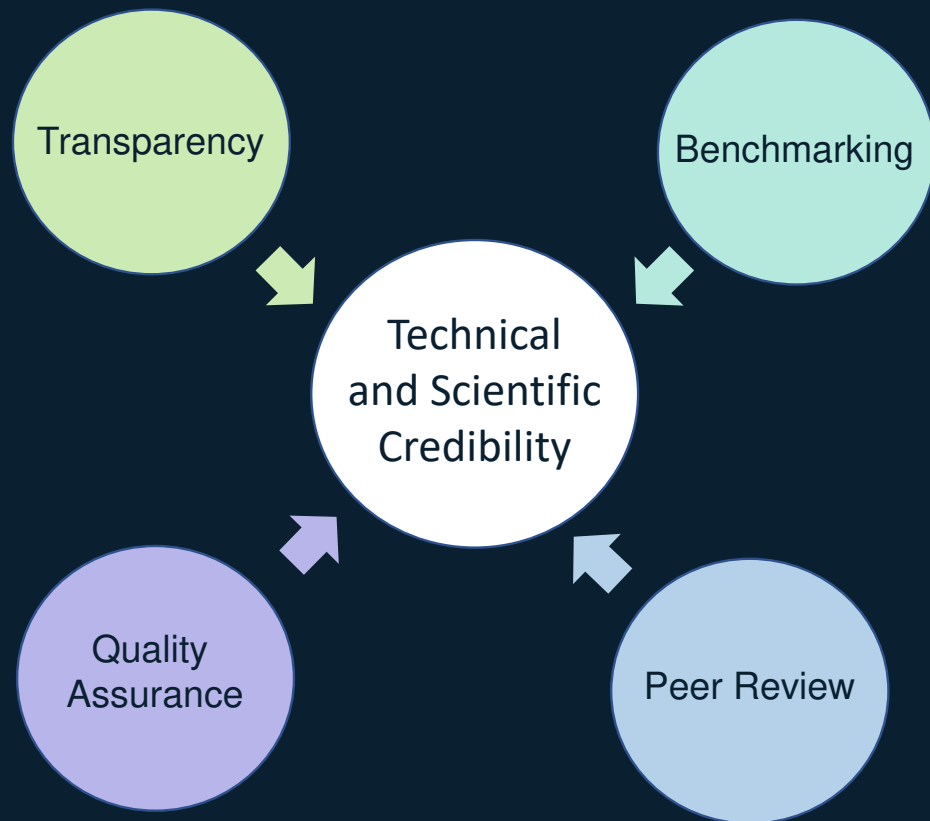 Transparency
Benchmarking
Technical
and Scientific
Credibility
Quality
Assurance
Peer Review